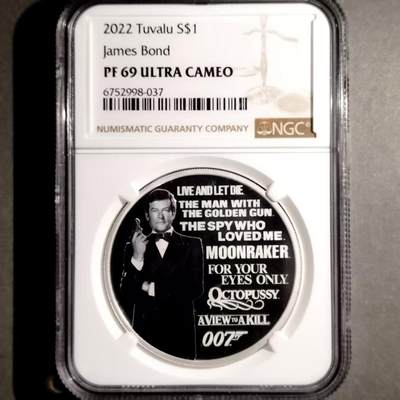 2022 Tuvalu S$1
James Bond
PF 69 ULTRA CAMEO
6752998-037
NUMISMATIC GUARANTY COMPANY
NGC
LIVE AND LET DIE
THE MAN WITH
THE GOLDEN GUN
THE SPY WHO
LOVED ME
MOONRAKER
FOR YOUR
EYES ONLY
OCTOPUSSY
A VIEW TO A KILL
007